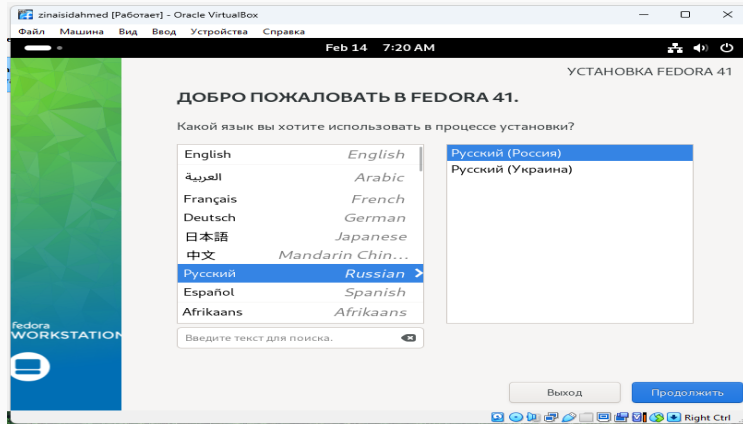 zinaisidahmed [Работает] - Oracle VirtualBox
Файл Машина Вид Ввод Устройства Справка
Feb 14 7:20 AM
УСТАНОВКА FEDORA 41
ДОБРО ПОЖАЛОВАТЬ В FEDORA 41.
Какой язык вы хотите использовать в процессе установки?
English English
العربية Arabic
Français French
Deutsch German
日本語 Japanese
中文 Mandarin Chin...
Русский Russian
Español Spanish
Afrikaans Afrikaans
Русский (Россия)
Русский (Украина)
Введите текст для поиска.
fedora
WORKSTATION
Выход
Продолжить
Right Ctrl